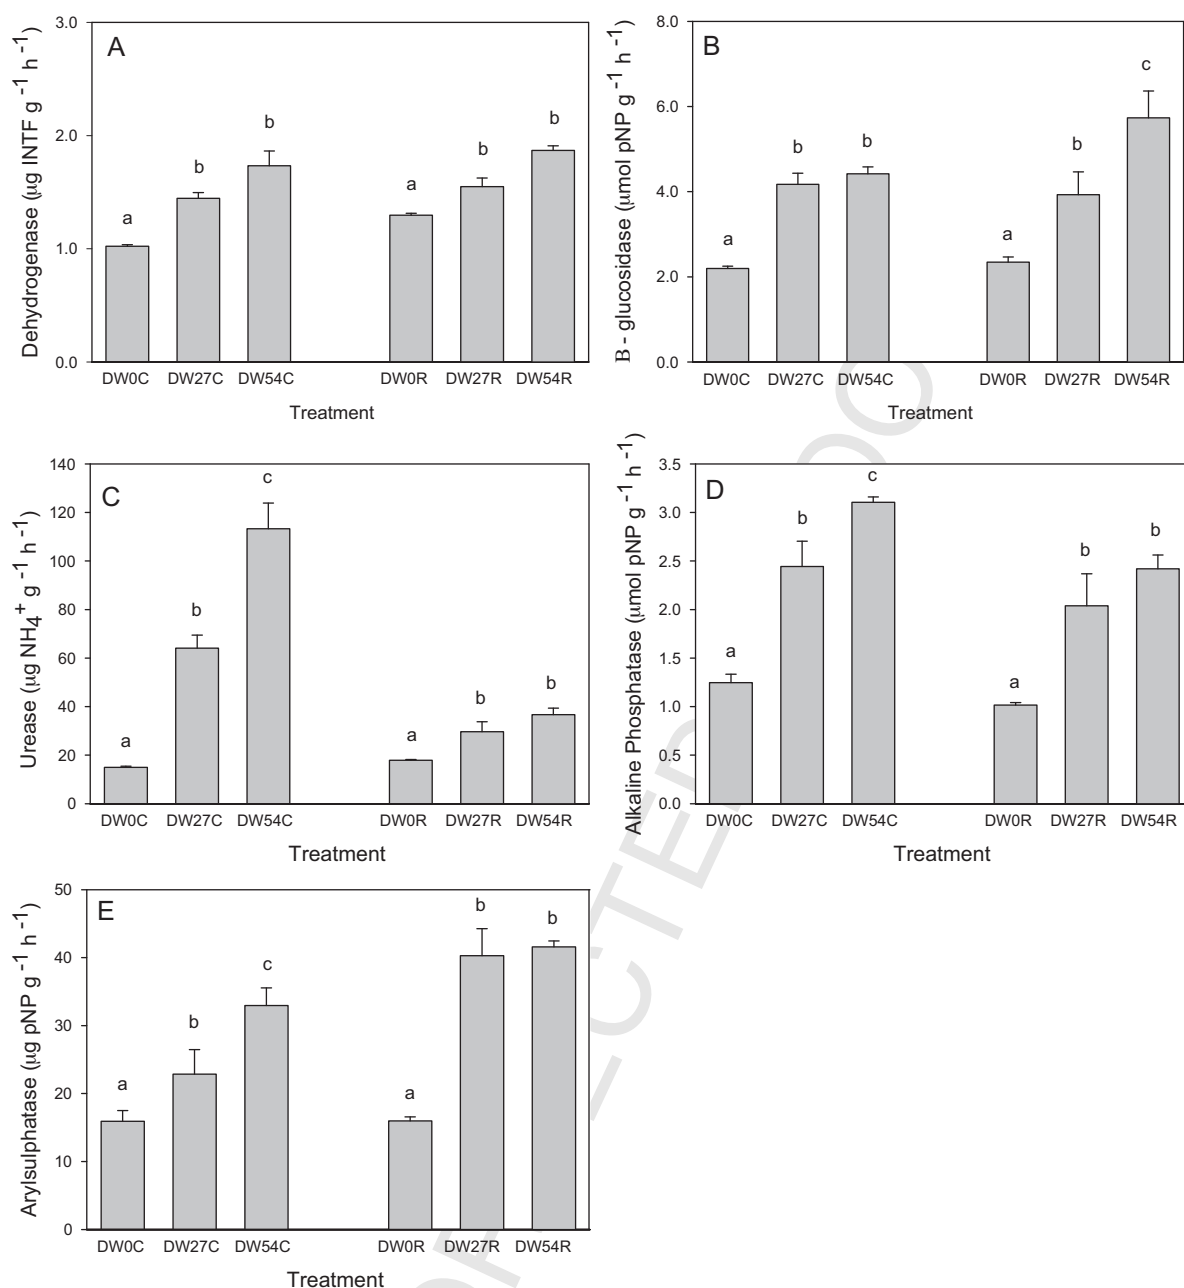 A
Dehydrogenase (μg INTF g -1 h -1)
3.0
2.0
1.0
0.0
a
b
b
a
b
b
DW0C DW27C DW54C DW0R DW27R DW54R
Treatment
B
B - glucosidase (μmol pNP g -1 h -1)
8.0
6.0
4.0
2.0
0.0
a
b
b
a
b
c
DW0C DW27C DW54C DW0R DW27R DW54R
Treatment
C
Urease (μg NH4+ g -1 h -1)
140
120
100
80
60
40
20
0
a
b
c
a
b
b
DW0C DW27C DW54C DW0R DW27R DW54R
Treatment
D
Alkaline Phosphatase (μmol pNP g -1 h -1)
3.5
3.0
2.5
2.0
1.5
1.0
0.5
0.0
a
b
c
a
b
b
DW0C DW27C DW54C DW0R DW27R DW54R
Treatment
E
Arylsulphatase (μg pNP g -1 h -1)
50
40
30
20
10
0
a
b
c
a
b
b
DW0C DW27C DW54C DW0R DW27R DW54R
Treatment